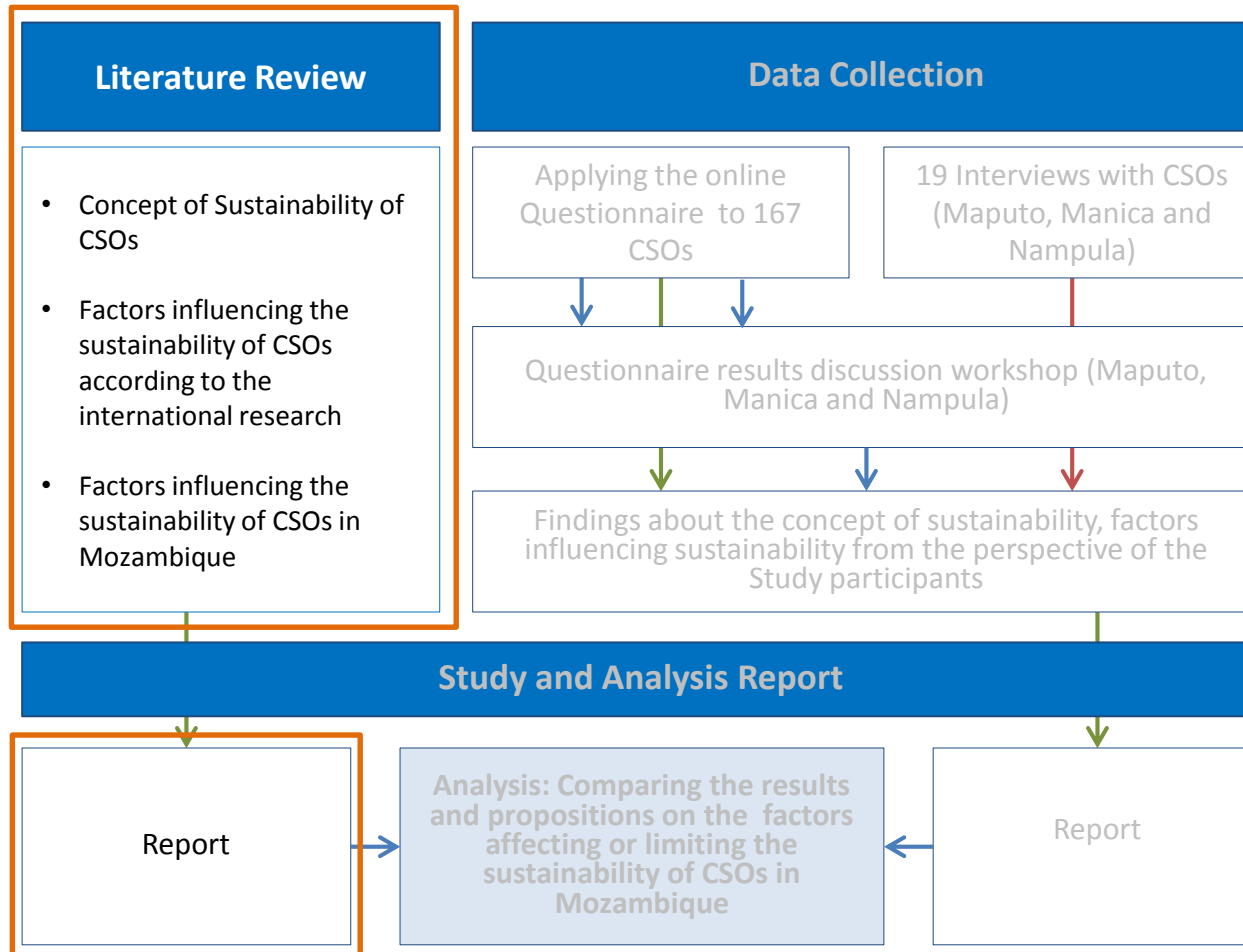 Literature Review
• Concept of Sustainability of
CSOs
• Factors influencing the
sustainability of CSOs
according to the
international research
• Factors influencing the
sustainability of CSOs in
Mozambique
Data Collection
Applying the online
Questionnaire to 167
CSOs
19 Interviews with CSOs
(Maputo, Manica and
Nampula)
Questionnaire results discussion workshop (Maputo,
Manica and Nampula)
Findings about the concept of sustainability, factors
influencing sustainability from the perspective of the
Study participants
Study and Analysis Report
Report
Analysis: Comparing the results
and propositions on the factors
affecting or limiting the
sustainability of CSOs in
Mozambique
Report